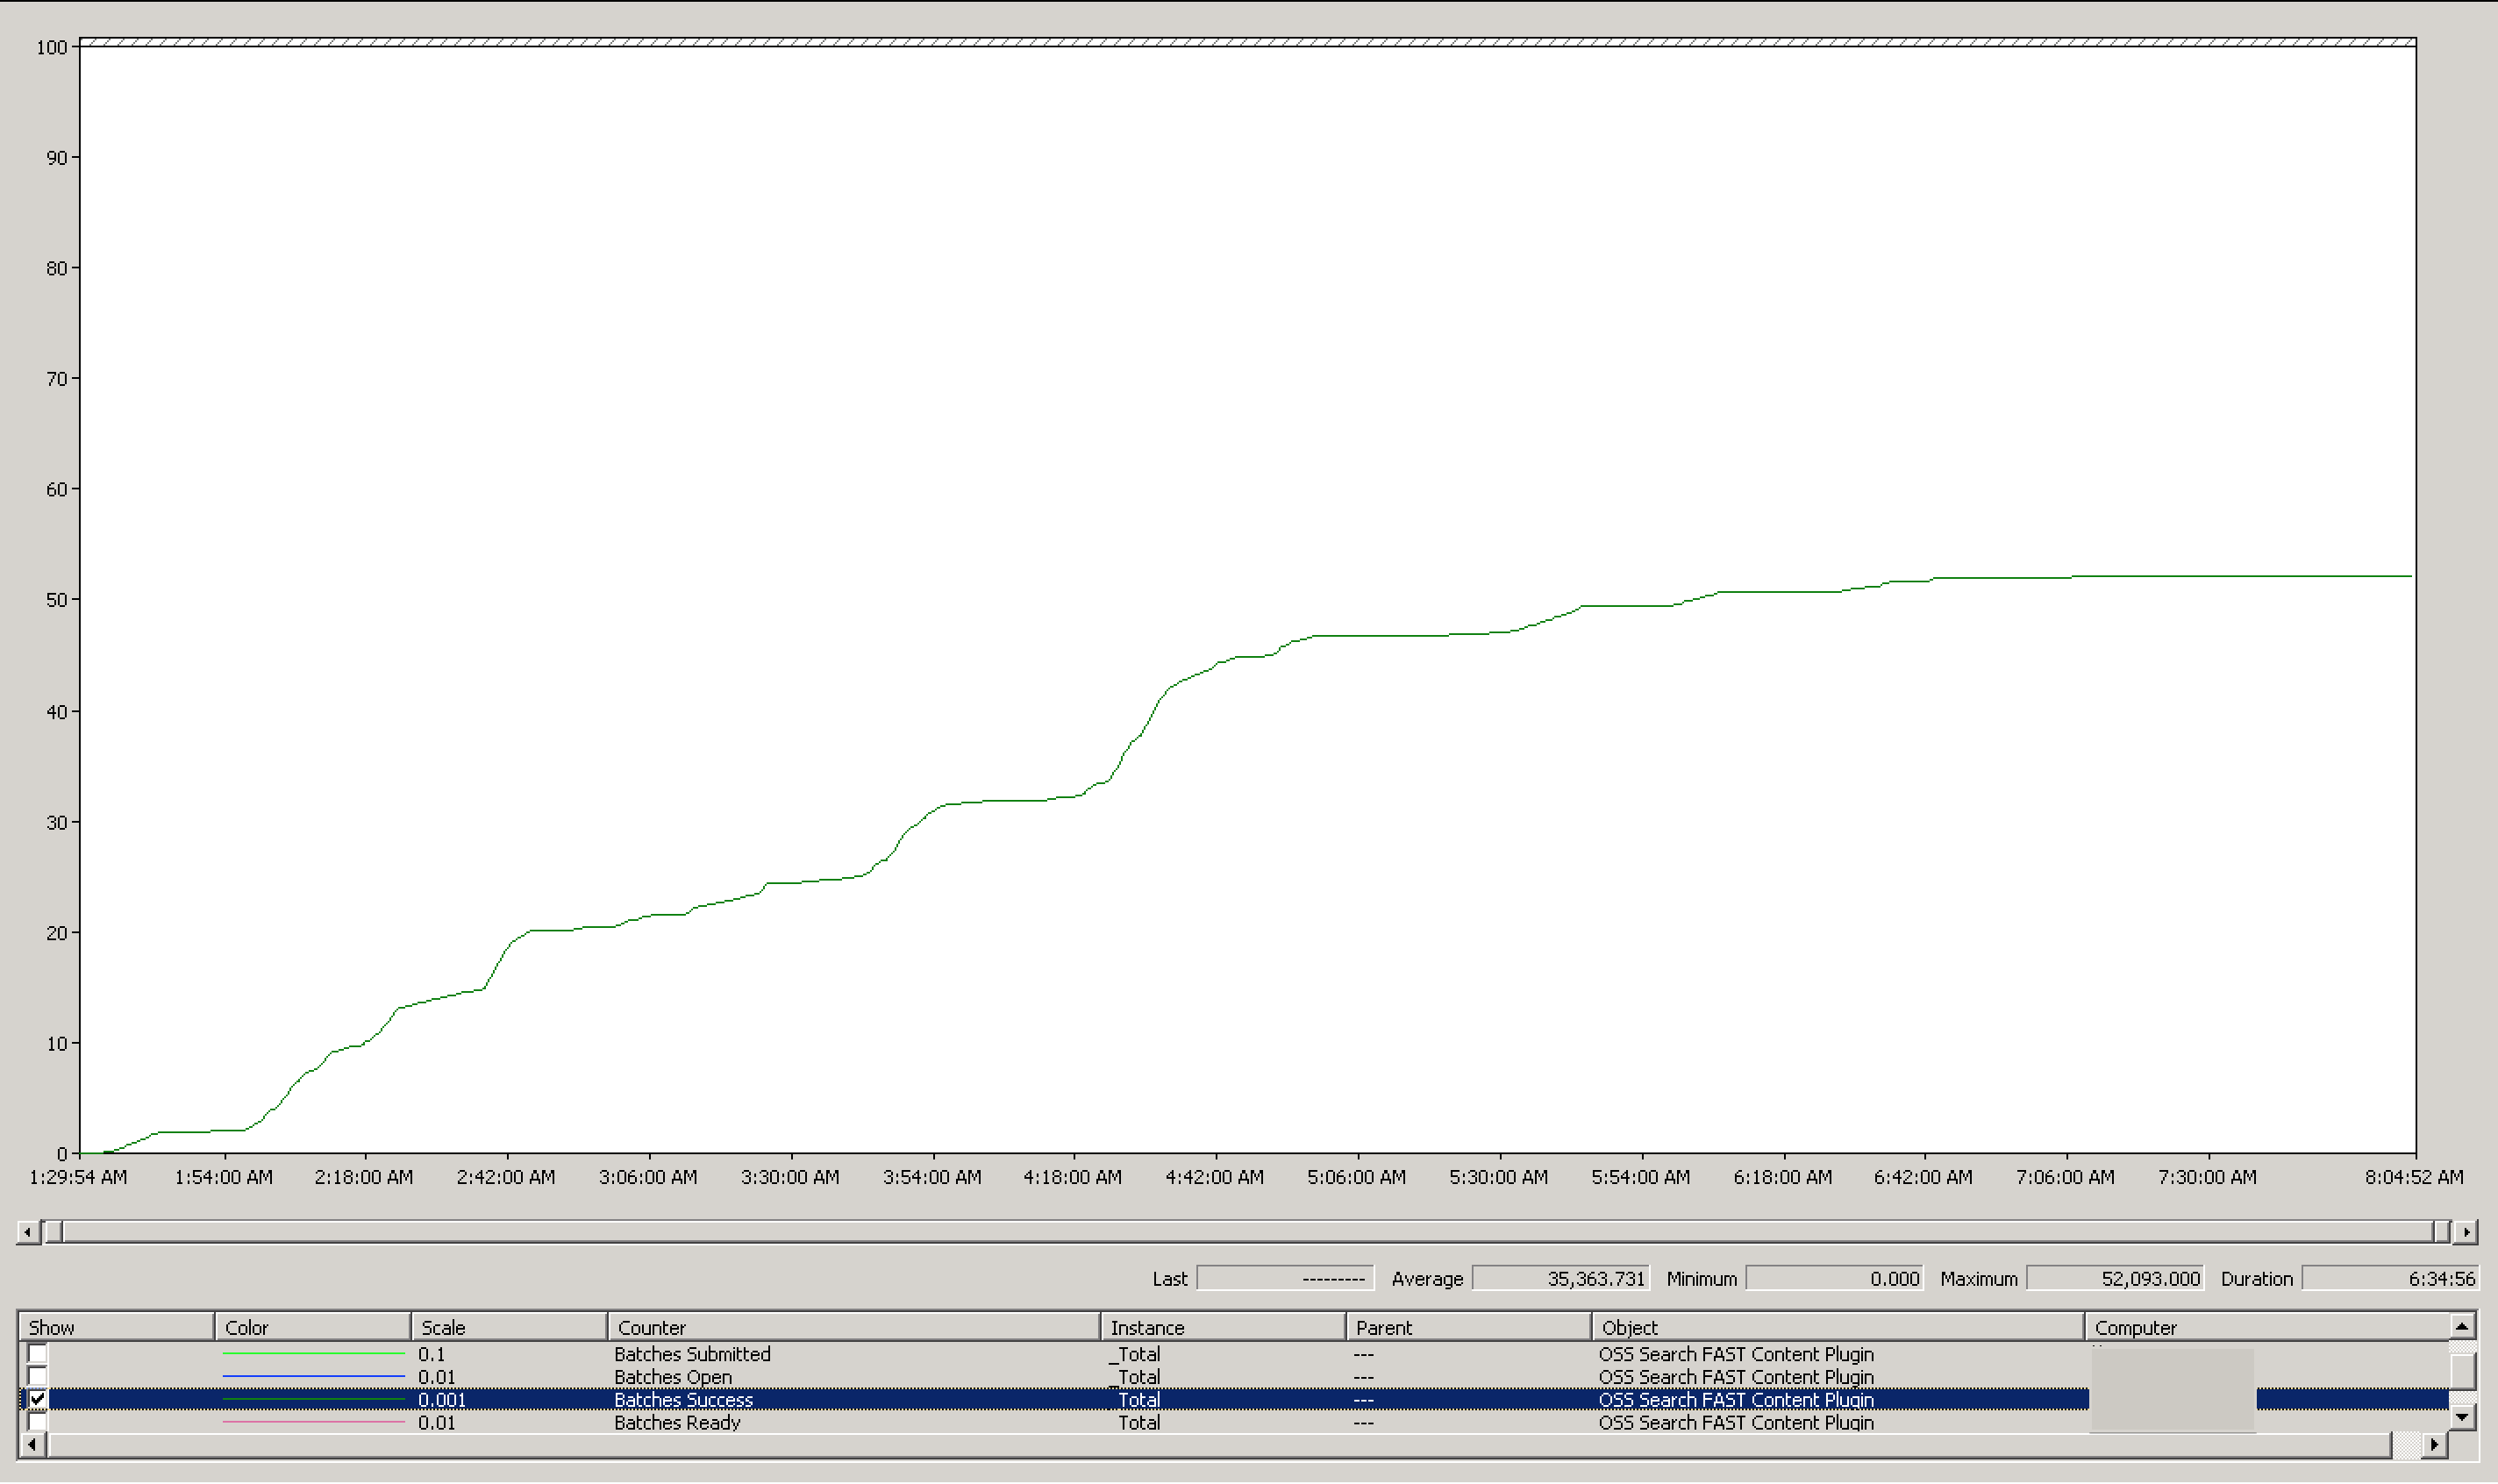 100
90
80
70
60
50
40
30
20
10
0
1:29:54 AM 1:54:00 AM 2:18:00 AM 2:42:00 AM 3:06:00 AM 3:30:00 AM 3:54:00 AM 4:18:00 AM 4:42:00 AM 5:06:00 AM 5:30:00 AM 5:54:00 AM 6:18:00 AM 6:42:00 AM 7:06:00 AM 7:30:00 AM 8:04:52 AM
Last --------- Average 35,363.731 Minimum 0.000 Maximum 52,093.000 Duration 6:34:56
Show Color Scale Counter Instance Parent Object Computer
0.1 Batches Submitted _Total --- OSS Search FAST Content Plugin
0.01 Batches Open _Total --- OSS Search FAST Content Plugin
0.001 Batches Success _Total --- OSS Search FAST Content Plugin
0.01 Batches Ready _Total --- OSS Search FAST Content Plugin